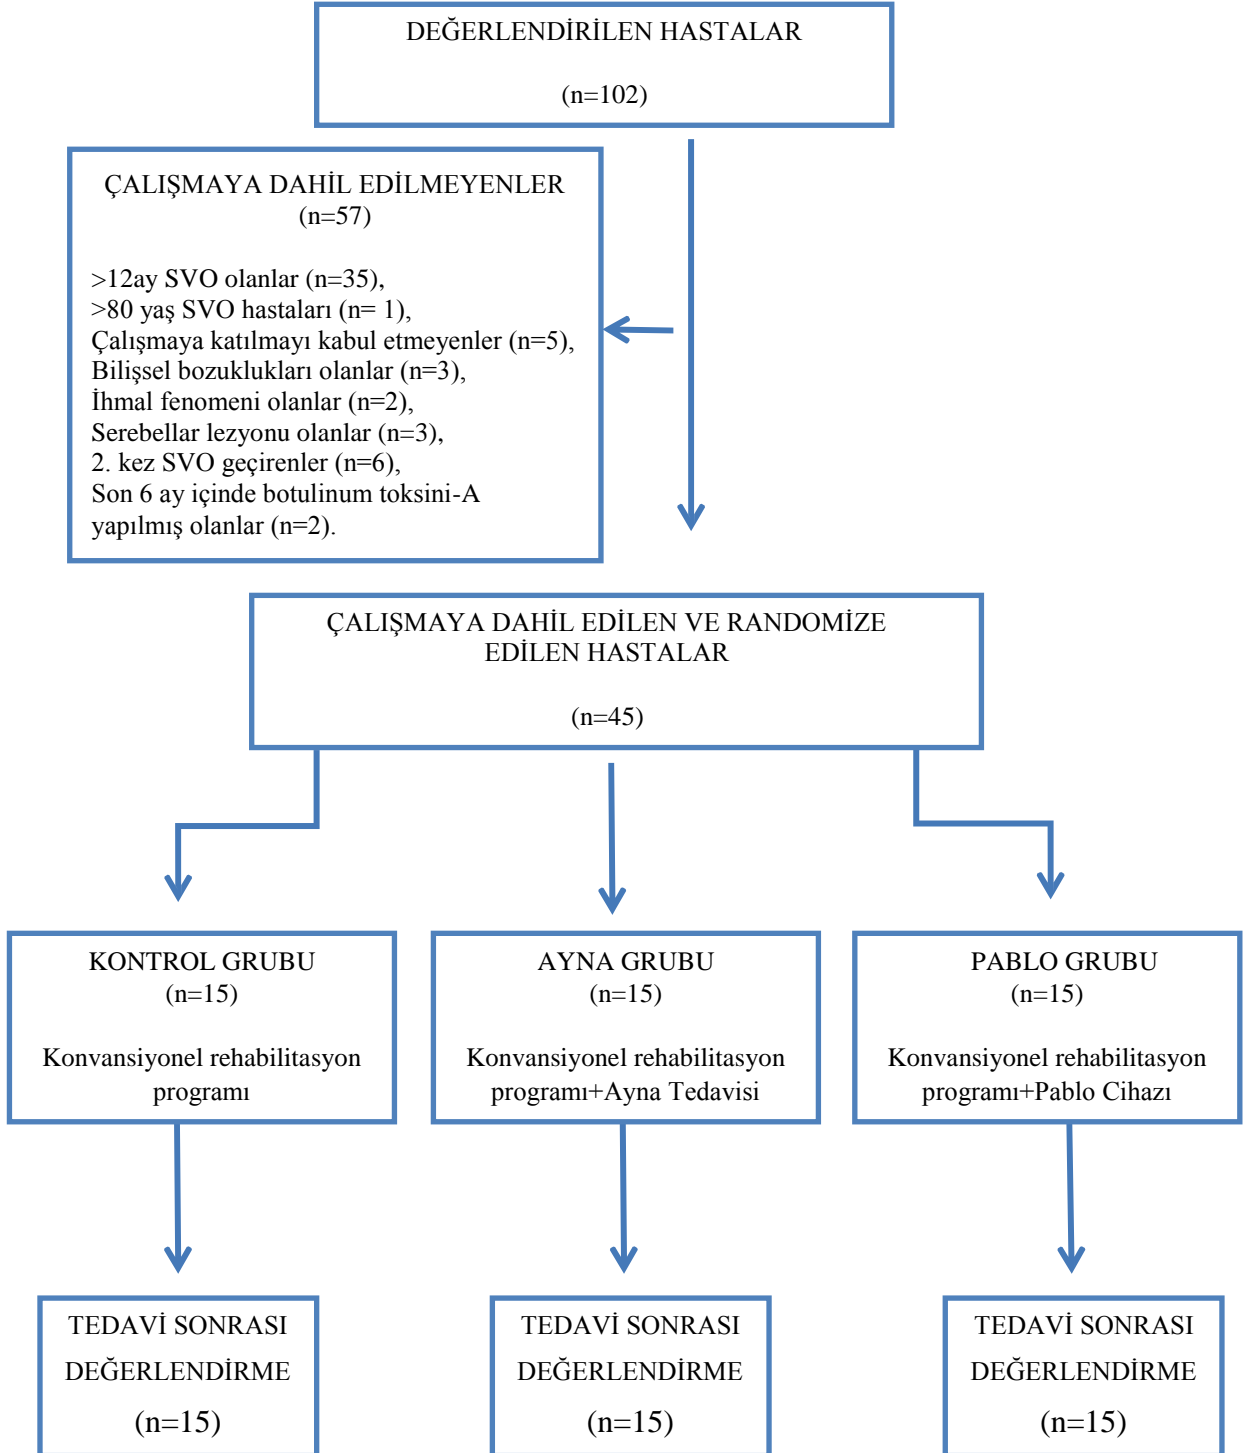 DEĞERLENDİRİLEN HASTALAR
(n=102)
ÇALIŞMAYA DAHİL EDİLMEYENLER
(n=57)
>12ay SVO olanlar (n=35),
>80 yaş SVO hastaları (n= 1),
Çalışmaya katılmayı kabul etmeyenler (n=5),
Bilişsel bozuklukları olanlar (n=3),
İhmal fenomeni olanlar (n=2),
Serebellar lezyonu olanlar (n=3),
2. kez SVO geçirenler (n=6),
Son 6 ay içinde botulinum toksini-A
yapılmış olanlar (n=2).
ÇALIŞMAYA DAHİL EDİLEN VE RANDOMİZE
EDİLEN HASTALAR
(n=45)
KONTROL GRUBU
(n=15)
Konvansiyonel rehabilitasyon
programı
AYNA GRUBU
(n=15)
Konvansiyonel rehabilitasyon
programı+Ayna Tedavisi
PABLO GRUBU
(n=15)
Konvansiyonel rehabilitasyon
programı+Pablo Cihazı
TEDAVİ SONRASI
DEĞERLENDİRME
(n=15)
TEDAVİ SONRASI
DEĞERLENDİRME
(n=15)
TEDAVİ SONRASI
DEĞERLENDİRME
(n=15)